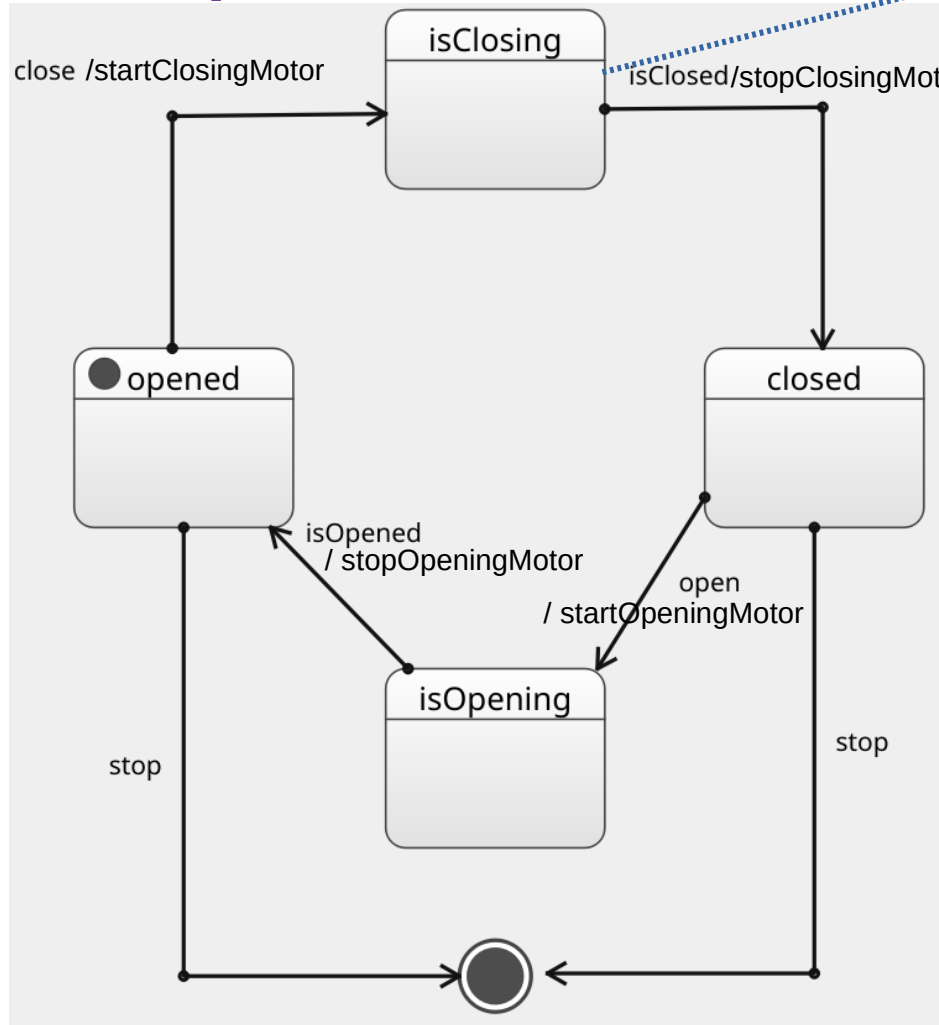 isClosing
close /startClosingMotor
isClosed/stopClosingMot
opened
closed
isOpened
/ stopOpeningMotor
open
/ startOpeningMotor
isOpening
stop
stop